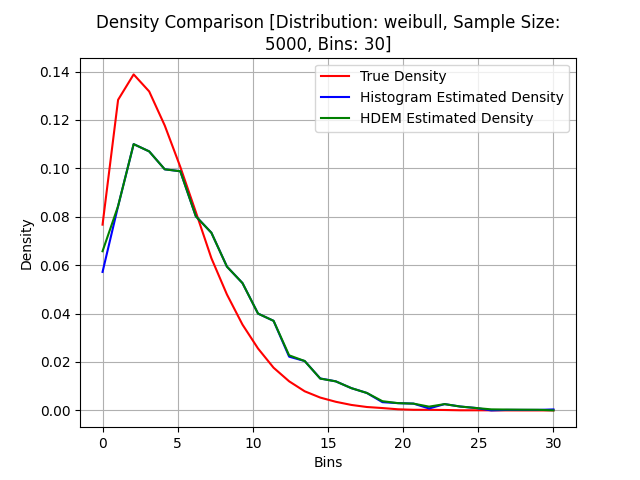 Density Comparison [Distribution: weibull, Sample Size:
5000, Bins: 30]
True Density
Histogram Estimated Density
HDEM Estimated Density
Density
0.14
0.12
0.10
0.08
0.06
0.04
0.02
0.00
0 5 10 15 20 25 30
Bins